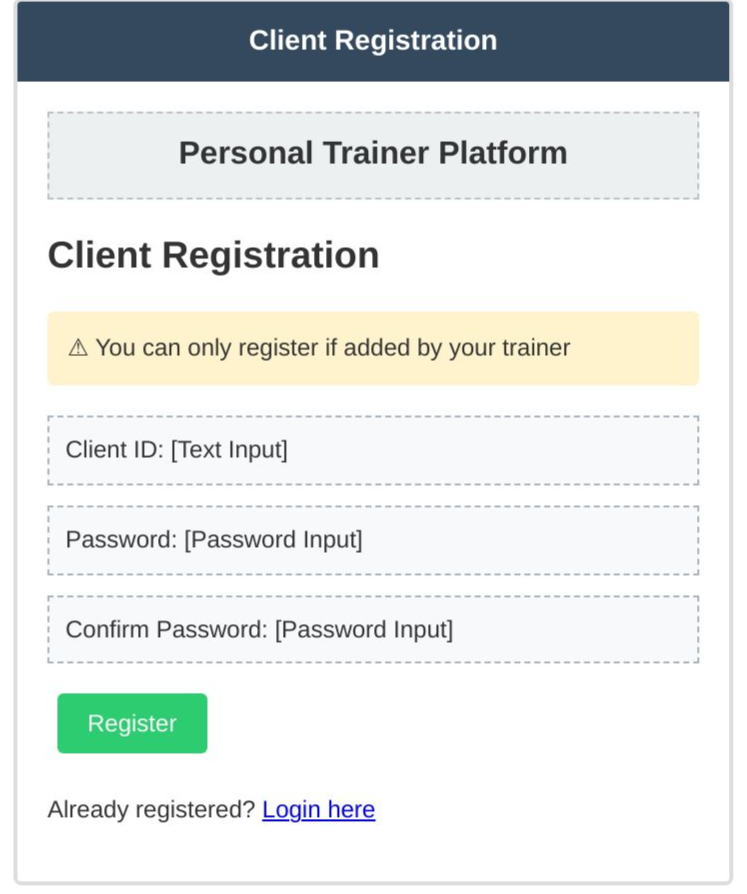 Client Registration
Personal Trainer Platform
Client Registration
⚠ You can only register if added by your trainer
Client ID: [Text Input]
Password: [Password Input]
Confirm Password: [Password Input]
Register
Already registered? Login here